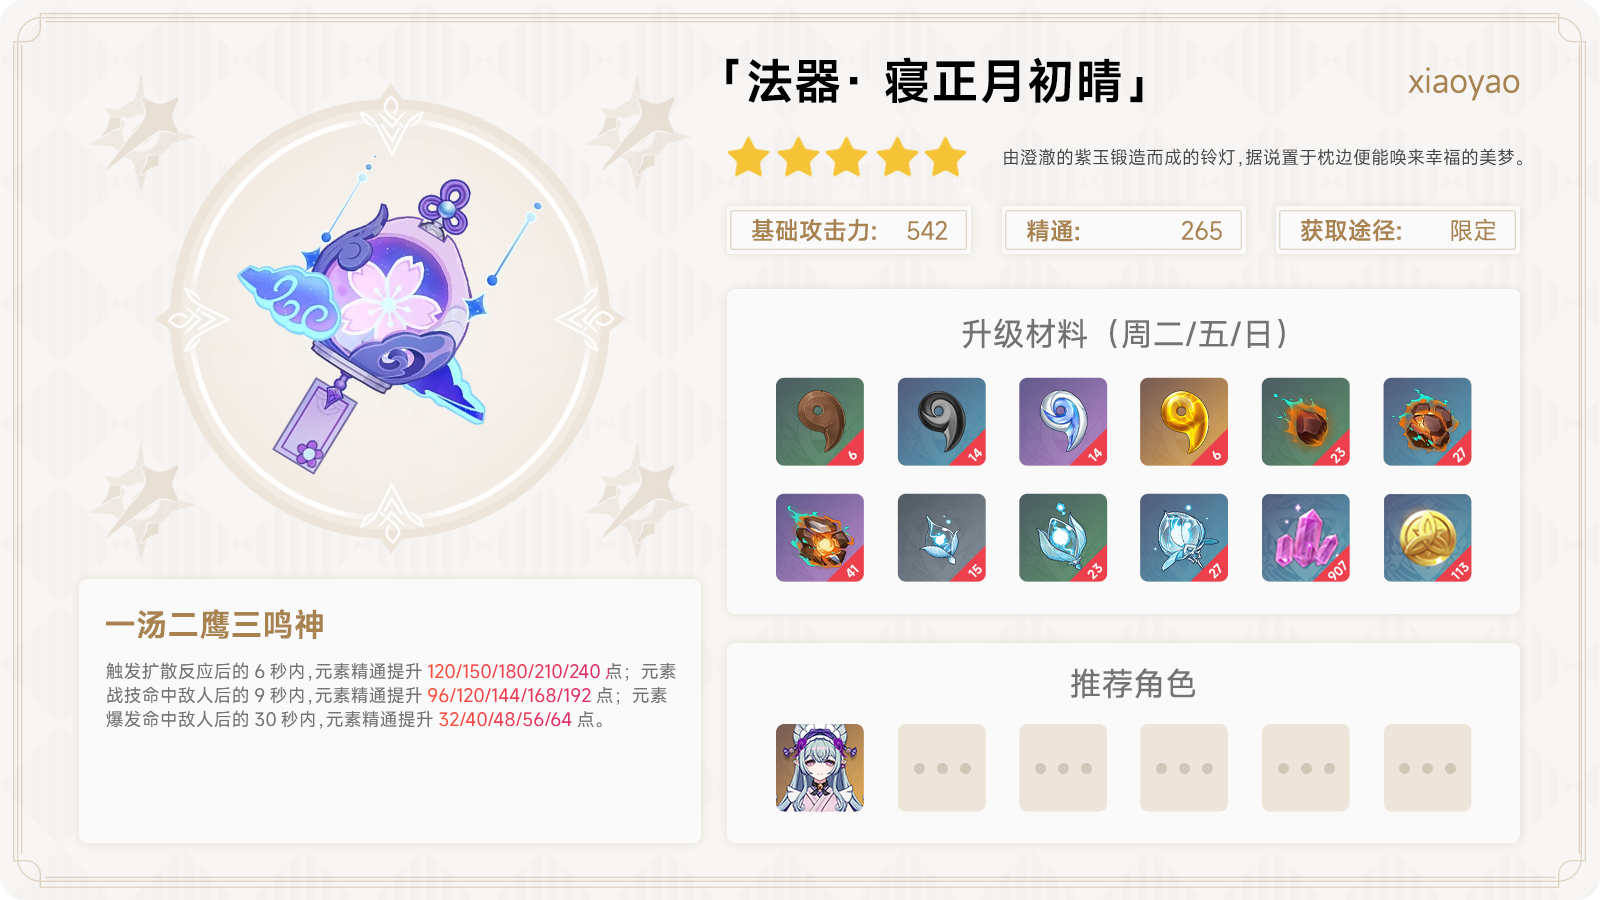 「法器· 寝正月初晴」
xiaoyao
由澄澈的紫玉锻造而成的铃灯,据说置于枕边便能唤来幸福的美梦。
基础攻击力: 542
精通: 265
获取途径: 限定
升级材料（周二/五/日）
6
14
14
6
23
27
41
15
23
27
907
113
一汤二鹰三鸣神
触发扩散反应后的 6 秒内,元素精通提升 120/150/180/210/240 点；元素
战技命中敌人后的 9 秒内,元素精通提升 96/120/144/168/192 点；元素
爆发命中敌人后的 30 秒内,元素精通提升 32/40/48/56/64 点。
推荐角色